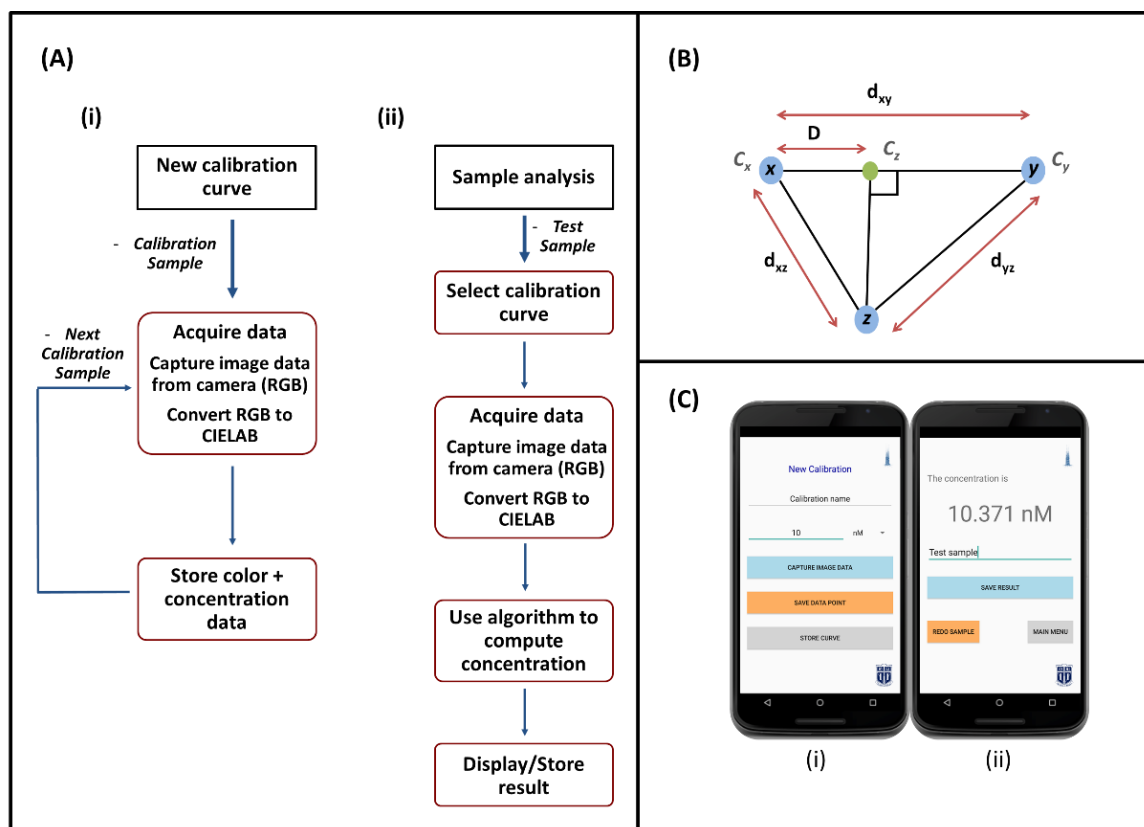 (A)
(i)
New calibration
curve
- Calibration
Sample
- Next
Calibration
Sample
Acquire data
Capture image data
from camera (RGB)
Convert RGB to
CIELAB
Store color +
concentration
data
(ii)
Sample analysis
- Test
Sample
Select calibration
curve
Acquire data
Capture image data
from camera (RGB)
Convert RGB to
CIELAB
Use algorithm to
compute
concentration
Display/Store
result
(B)
dxy
D
Cx
x
Cz
y
Cy
dxz
dyz
z
(C)
New Calibration
Calibration name
10 nM
CAPTURE IMAGE DATA
SAVE DATA POINT
STORE CURVE
(i)
The concentration is
10.371 nM
Test sample
SAVE RESULT
REDO SAMPLE MAIN MENU
(ii)